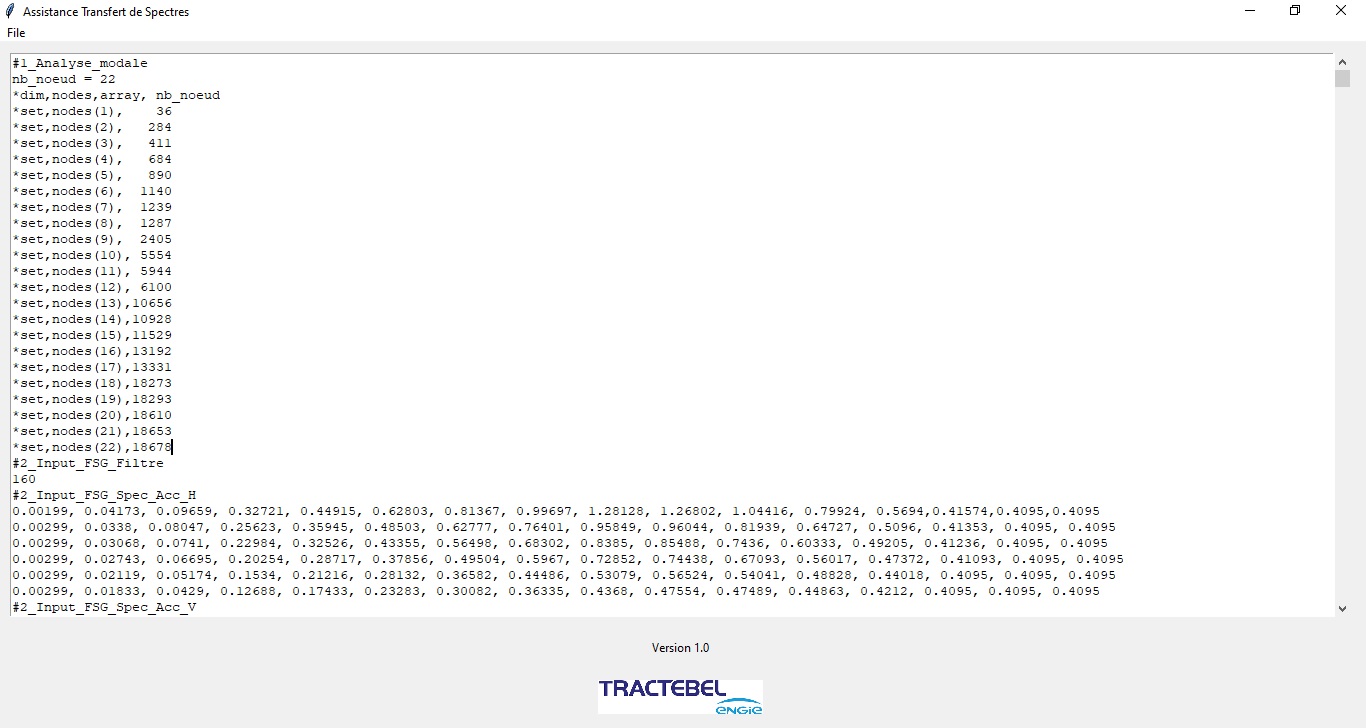 Assistance Transfert de Spectres
File
#1_Analyse_modale
nb_noeud = 22
*dim,nodes,array, nb_noeud
*set,nodes(1),    36
*set,nodes(2),   284
*set,nodes(3),   411
*set,nodes(4),   684
*set,nodes(5),   890
*set,nodes(6),  1140
*set,nodes(7),  1239
*set,nodes(8),  1287
*set,nodes(9),  2405
*set,nodes(10), 5554
*set,nodes(11), 5944
*set,nodes(12), 6100
*set,nodes(13),10656
*set,nodes(14),10928
*set,nodes(15),11529
*set,nodes(16),13192
*set,nodes(17),13331
*set,nodes(18),18273
*set,nodes(19),18293
*set,nodes(20),18610
*set,nodes(21),18653
*set,nodes(22),18678
#2_Input_FSG_Filtre
160
#2_Input_FSG_Spec_Acc_H
0.00199, 0.04173, 0.09659, 0.32721, 0.44915, 0.62803, 0.81367, 0.99697, 1.28128, 1.26802, 1.04416, 0.79924, 0.5694,0.41574,0.4095,0.4095
0.00299, 0.0338, 0.08047, 0.25623, 0.35945, 0.48503, 0.62777, 0.76401, 0.95849, 0.96044, 0.81939, 0.64727, 0.5096, 0.41353, 0.4095, 0.4095
0.00299, 0.03068, 0.0741, 0.22984, 0.32526, 0.43355, 0.56498, 0.68302, 0.8385, 0.85488, 0.7436, 0.60333, 0.49205, 0.41236, 0.4095, 0.4095
0.00299, 0.02743, 0.06695, 0.20254, 0.28717, 0.37856, 0.49504, 0.5967, 0.72852, 0.74438, 0.67093, 0.56017, 0.47372, 0.41093, 0.4095, 0.4095
0.00299, 0.02119, 0.05174, 0.1534, 0.21216, 0.28132, 0.36582, 0.44486, 0.53079, 0.56524, 0.54041, 0.48828, 0.44018, 0.4095, 0.4095, 0.4095
0.00299, 0.01833, 0.0429, 0.12688, 0.17433, 0.23283, 0.30082, 0.36335, 0.4368, 0.47554, 0.47489, 0.44863, 0.4212, 0.4095, 0.4095, 0.4095
#2_Input_FSG_Spec_Acc_V
Version 1.0
TRACTEBEL
ENGIE